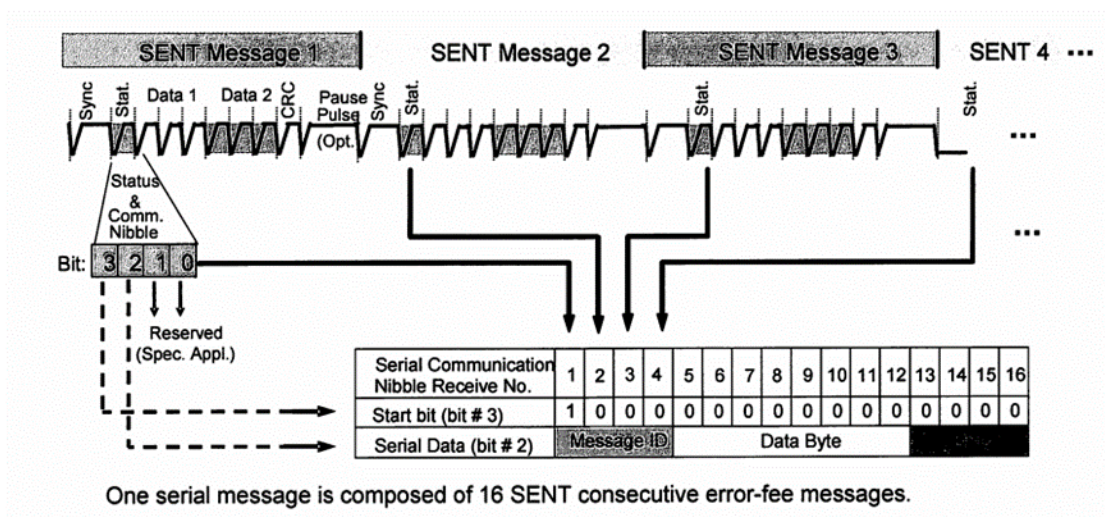 SENT Message 1 SENT Message 2 SENT Message 3 SENT 4 ...
Sync Stat. Data 1 Data 2 CRC Pause Pulse (Opt. Sync Stat. Stat. Stat.
...
Status
&
Comm.
Nibble
...
Bit: 3 2 1 0
Reserved
(Spec. Appl.)
Serial Communication
Nibble Receive No. 1 2 3 4 5 6 7 8 9 10 11 12 13 14 15 16
Start bit (bit # 3) 1 0 0 0 0 0 0 0 0 0 0 0 0 0 0 0
Serial Data (bit # 2) Message ID Data Byte
One serial message is composed of 16 SENT consecutive error-fee messages.